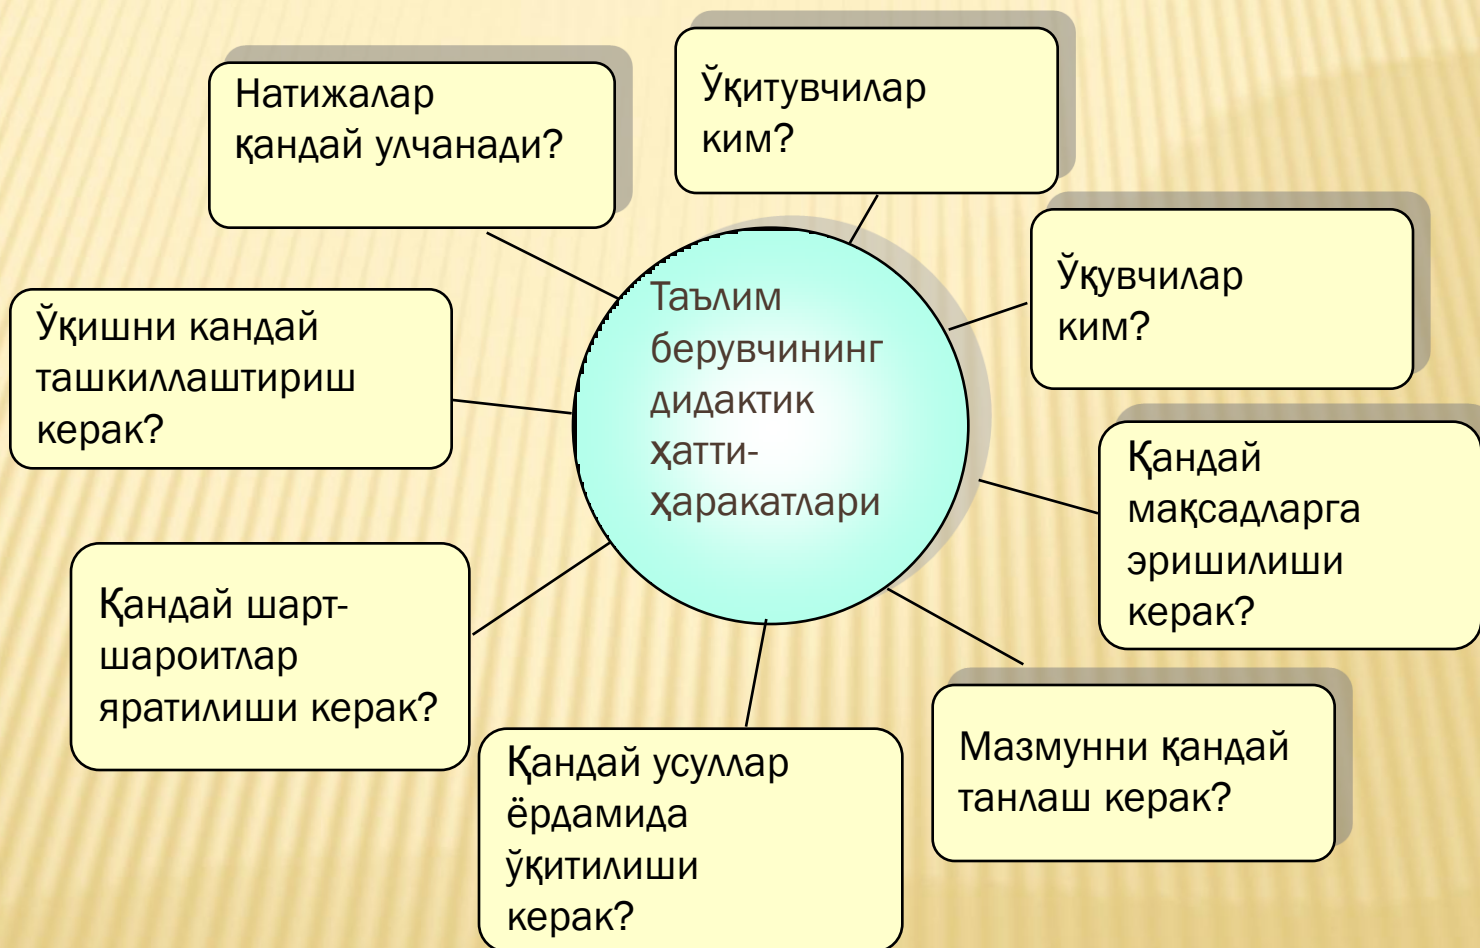 Натижалар
қандай улчанади?
Ўқитувчилар
ким?
Ўқувчилар
ким?
Ўқишни кандай
ташкиллаштириш
керак?
Таълим
берувчининг
дидактик
ҳатти-
ҳаракатлари
Қандай
мақсадларга
эришилиши
керак?
Қандай шарт-
шароитлар
яратилиши керак?
Қандай усуллар
ёрдамида
ўқитилиши
керак?
Мазмунни қандай
танлаш керак?